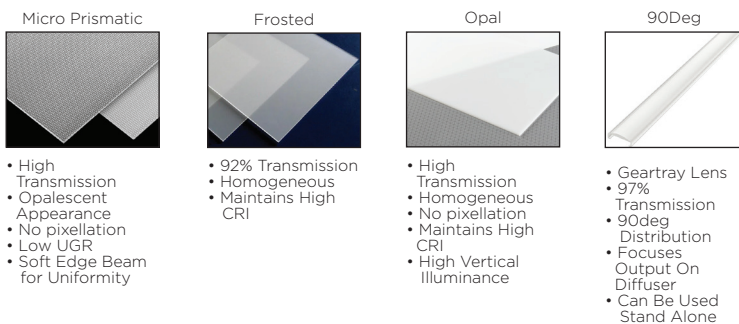 Micro Prismatic
• High
Transmission
• Opalescent
Appearance
• No pixellation
• Low UGR
• Soft Edge Beam
for Uniformity
Frosted
• 92% Transmission
• Homogeneous
• Maintains High
CRI
Opal
• High
Transmission
• Homogeneous
• No pixellation
• Maintains High
CRI
• High Vertical
Illuminance
90Deg
• Geartray Lens
• 97%
Transmission
• 90deg
Distribution
• Focuses
Output On
Diffuser
• Can Be Used
Stand Alone